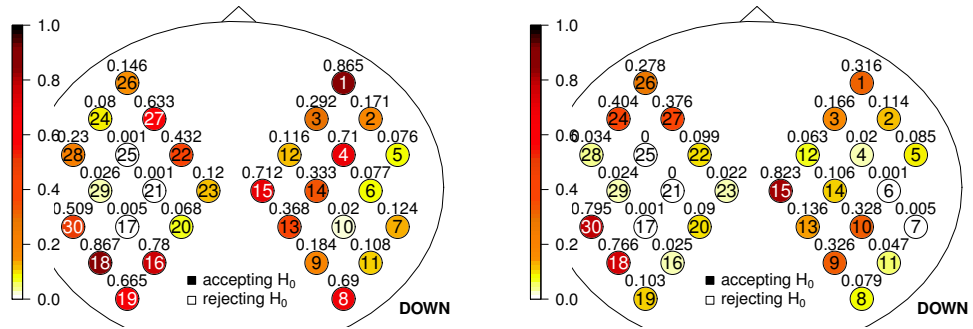 1.0
0.8
0.6
0.4
0.2
0.0
0.146 0.865
26 1
0.08 0.633 0.292 0.171
24 27 3 2
0.23 0.001 0.432 0.116 0.71 0.076
28 25 22 12 4 5
0.026 0.001 0.12 0.712 0.333 0.077
29 21 23 15 14 6
0.509 0.005 0.068 0.368 0.02 0.124
30 17 20 13 10 7
0.867 0.78 0.184 0.108
18 16 9 11
0.665 0.69
19 8
accepting H₀
rejecting H₀
DOWN
1.0
0.8
0.6
0.4
0.2
0.0
0.278 0.316
26 1
0.404 0.376 0.166 0.114
24 27 3 2
0.034 0 0.099 0.063 0.02 0.085
28 25 22 12 4 5
0.024 0 0.022 0.823 0.106 0.001
29 21 23 15 14 6
0.795 0.001 0.09 0.136 0.328 0.005
30 17 20 13 10 7
0.766 0.025 0.326 0.047
18 16 9 11
0.103 0.079
19 8
accepting H₀
rejecting H₀
DOWN